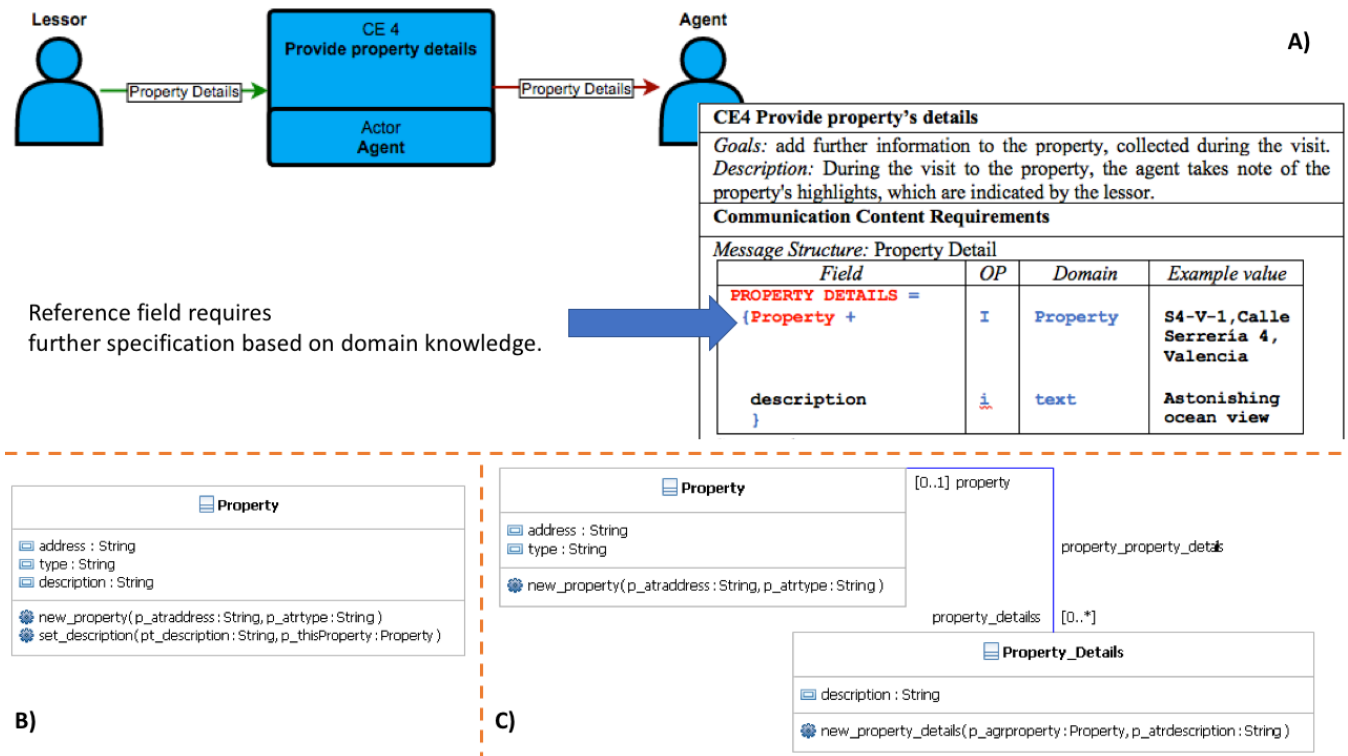 Lessor
Agent
A)
CE 4
Provide property details
Property Details
Property Details
Actor
Agent
CE4 Provide property's details
Goals: add further information to the property, collected during the visit.
Description: During the visit to the property, the agent takes note of the
property's highlights, which are indicated by the lessor.
Communication Content Requirements
Message Structure: Property Detail
Field OP Domain Example value
PROPERTY DETAILS =
{Property + I Property S4-V-1,Calle
Serrería 4,
Valencia
description i text Astonishing
} ocean view
Reference field requires
further specification based on domain knowledge.
Property
address : String
type : String
description : String
new_property(p_atraddress:String, p_atrtype:String )
set_description(pt_description:String, p_thisProperty:Property )
B)
Property
address : String
type : String
new_property(p_atraddress:String, p_atrtype:String )
[0..1] property
property_property_details
property_detailss [0..*]
Property_Details
description : String
new_property_details(p_agrproperty:Property, p_atrdescription:String )
C)